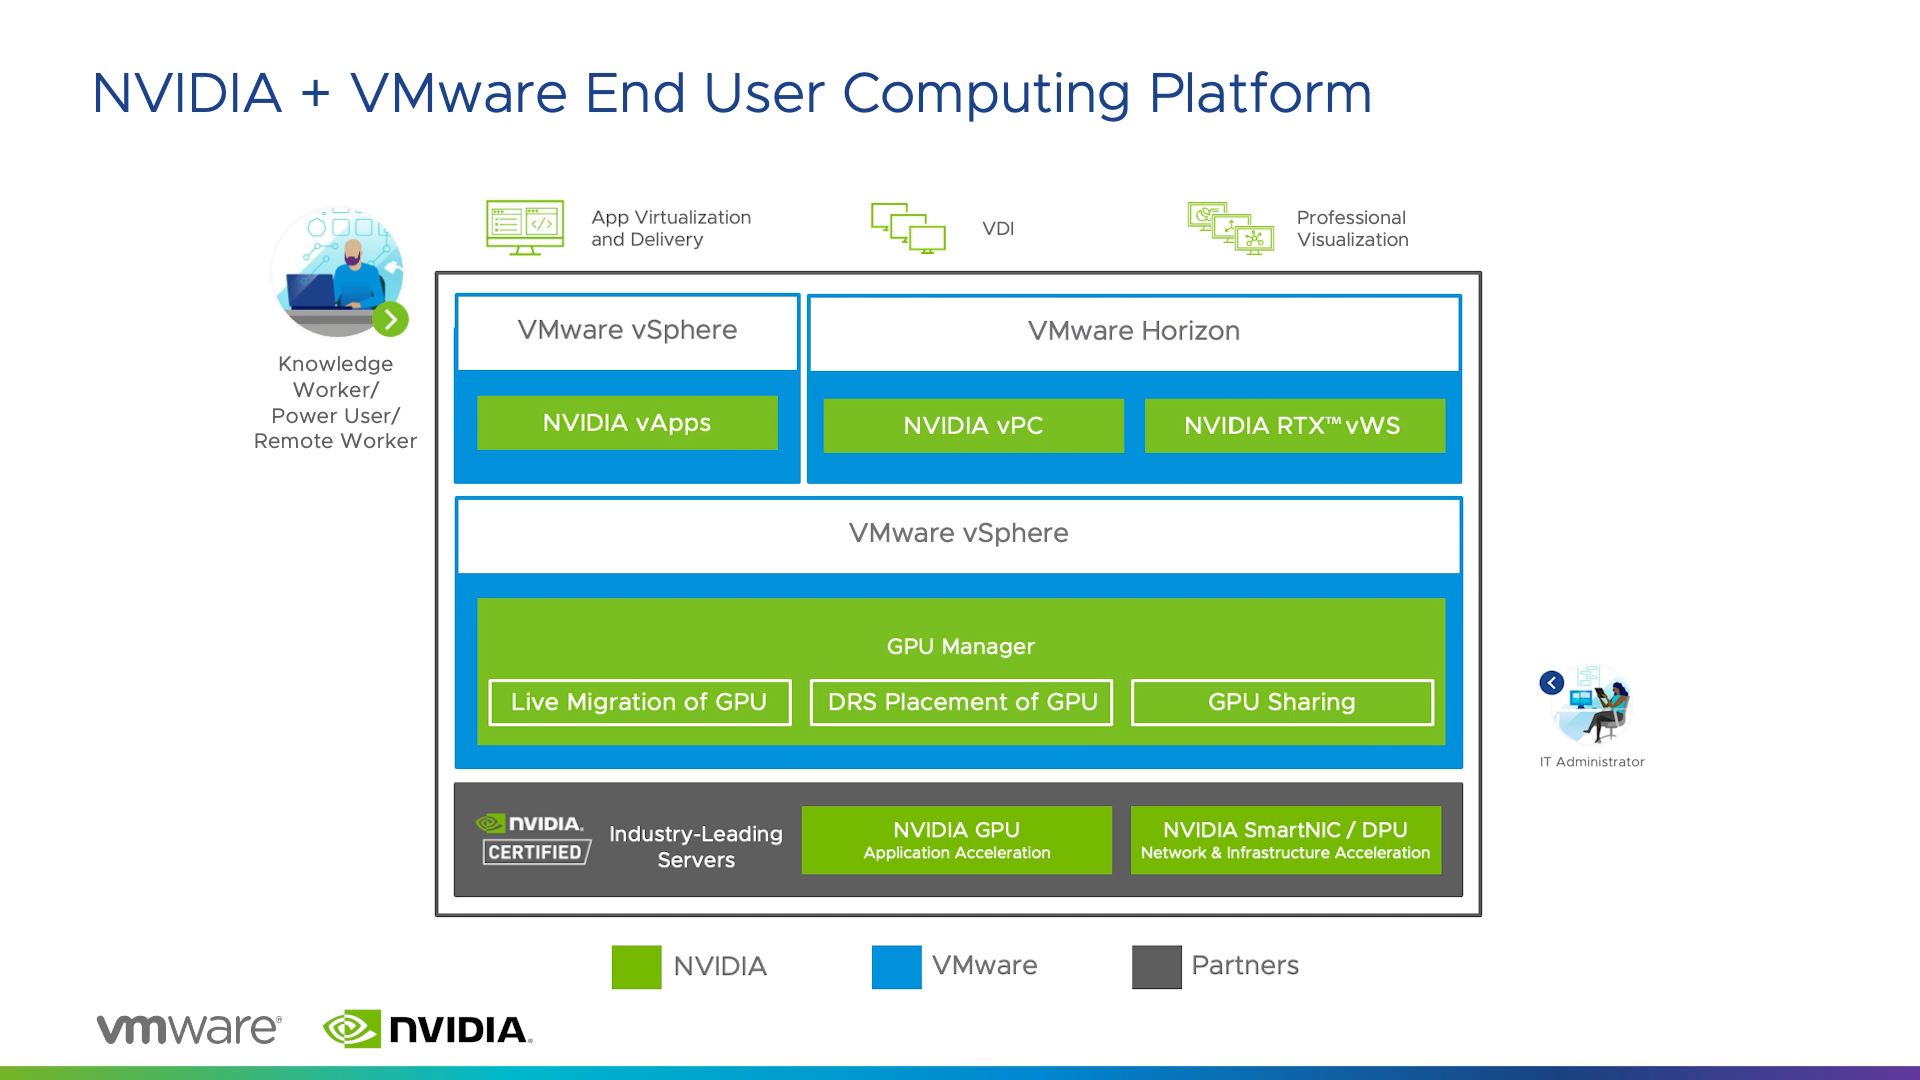 NVIDIA + VMware End User Computing Platform
App Virtualization
and Delivery
VDI
Professional
Visualization
Knowledge
Worker/
Power User/
Remote Worker
VMware vSphere
VMware Horizon
NVIDIA vApps
NVIDIA vPC
NVIDIA RTX™ vWS
VMware vSphere
GPU Manager
Live Migration of GPU
DRS Placement of GPU
GPU Sharing
IT Administrator
NVIDIA.
CERTIFIED
Industry-Leading
Servers
NVIDIA GPU
Application Acceleration
NVIDIA SmartNIC / DPU
Network & Infrastructure Acceleration
NVIDIA
VMware
Partners
vmware®
NVIDIA.